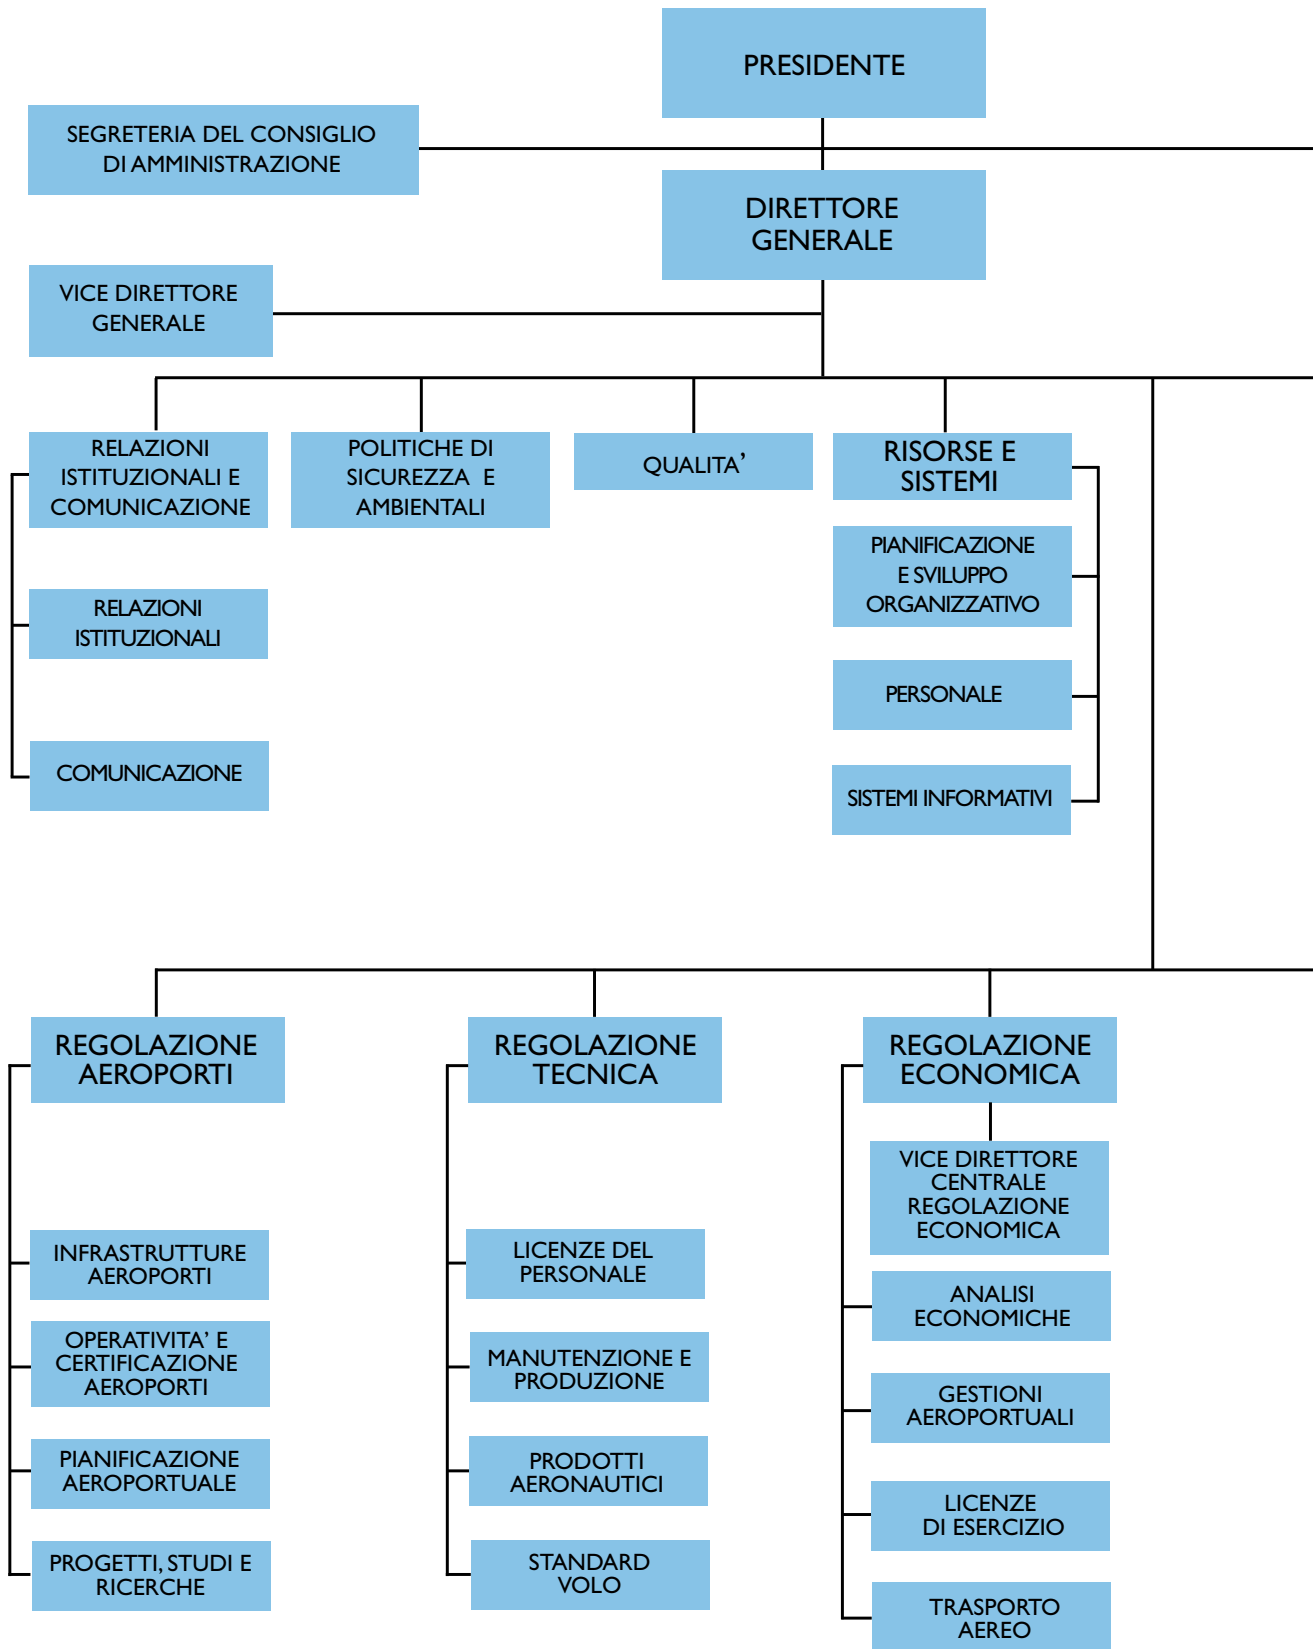 PRESIDENTE
SEGRETERIA DEL CONSIGLIO
DI AMMINISTRAZIONE
DIRETTORE
GENERALE
VICE DIRETTORE
GENERALE
RELAZIONI
ISTITUZIONALI E
COMUNICAZIONE
POLITICHE DI
SICUREZZA E
AMBIENTALI
QUALITA’
RISORSE E
SISTEMI
PIANIFICAZIONE
E SVILUPPO
ORGANIZZATIVO
RELAZIONI
ISTITUZIONALI
PERSONALE
COMUNICAZIONE
SISTEMI INFORMATIVI
REGOLAZIONE
AEROPORTI
REGOLAZIONE
TECNICA
REGOLAZIONE
ECONOMICA
VICE DIRETTORE
CENTRALE
REGOLAZIONE
ECONOMICA
INFRASTRUTTURE
AEROPORTI
LICENZE DEL
PERSONALE
ANALISI
ECONOMICHE
OPERATIVITA’ E
CERTIFICAZIONE
AEROPORTI
MANUTENZIONE E
PRODUZIONE
GESTIONI
AEROPORTUALI
PIANIFICAZIONE
AEROPORTUALE
PRODOTTI
AERONAUTICI
LICENZE
DI ESERCIZIO
PROGETTI, STUDI E
RICERCHE
STANDARD
VOLO
TRASPORTO
AEREO